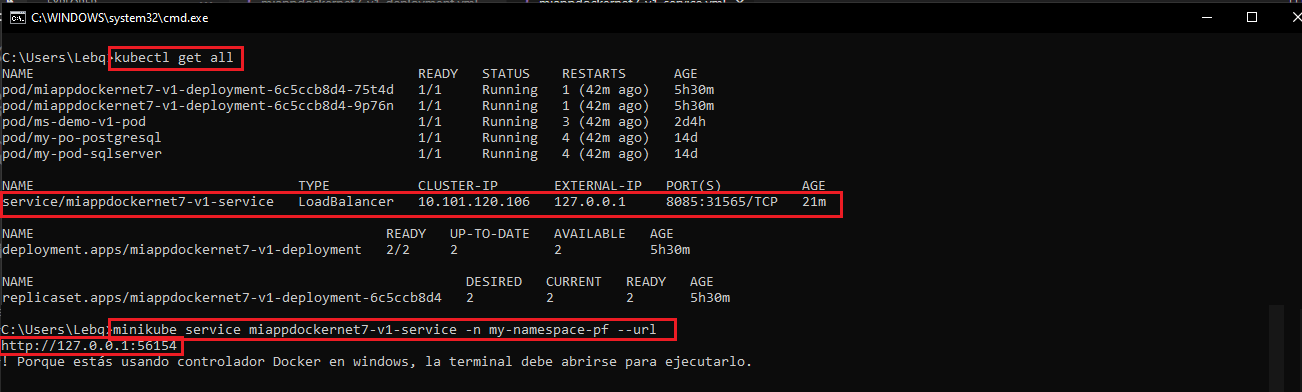 C:\WINDOWS\system32\cmd.exe
C:\Users\Lebq>kubectl get all
NAME READY STATUS RESTARTS AGE
pod/miappdockernet7-v1-deployment-6c5ccb8d4-75t4d 1/1 Running 1 (42m ago) 5h30m
pod/miappdockernet7-v1-deployment-6c5ccb8d4-9p76n 1/1 Running 1 (42m ago) 5h30m
pod/ms-demo-v1-pod 1/1 Running 3 (42m ago) 2d4h
pod/my-po-postgresql 1/1 Running 4 (42m ago) 14d
pod/my-pod-sqlserver 1/1 Running 4 (42m ago) 14d
NAME TYPE CLUSTER-IP EXTERNAL-IP PORT(S) AGE
service/miappdockernet7-v1-service LoadBalancer 10.101.120.106 127.0.0.1 8085:31565/TCP 21m
NAME READY UP-TO-DATE AVAILABLE AGE
deployment.apps/miappdockernet7-v1-deployment 2/2 2 2 5h30m
NAME DESIRED CURRENT READY AGE
replicaset.apps/miappdockernet7-v1-deployment-6c5ccb8d4 2 2 2 5h30m
C:\Users\Lebq>minikube service miappdockernet7-v1-service -n my-namespace-pf --url
http://127.0.0.1:56154
! Porque estás usando controlador Docker en windows, la terminal debe abrirse para ejecutarlo.